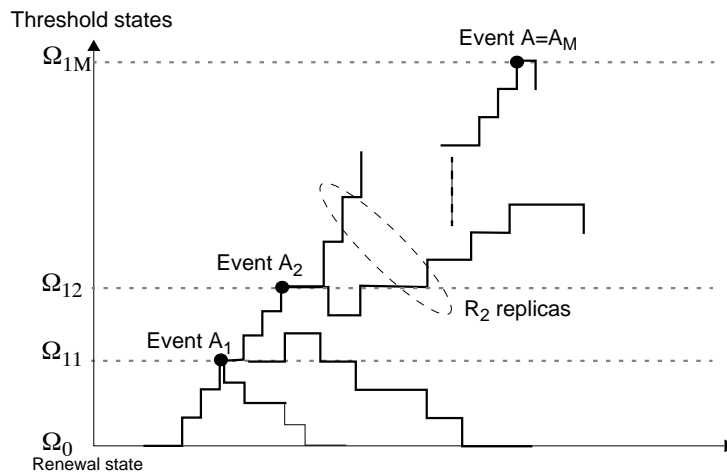 Threshold states
Event A=A_M
Ω_1M
Event A_2
Ω_12
R_2 replicas
Event A_1
Ω_11
Ω_0
Renewal state